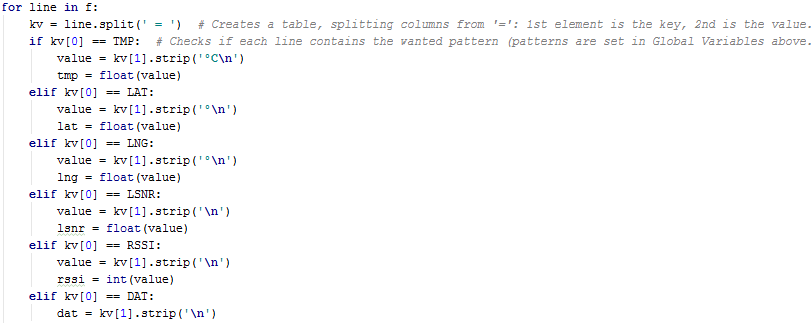 for line in f:
    kv = line.split(' = ')  # Creates a table, splitting columns from '=': 1st element is the key, 2nd is the value.
    if kv[0] == TMP:  # Checks if each line contains the wanted pattern (patterns are set in Global Variables above.
        value = kv[1].strip('°C\n')
        tmp = float(value)
    elif kv[0] == LAT:
        value = kv[1].strip('°\n')
        lat = float(value)
    elif kv[0] == LNG:
        value = kv[1].strip('°\n')
        lng = float(value)
    elif kv[0] == LSNR:
        value = kv[1].strip('\n')
        lsnr = float(value)
    elif kv[0] == RSSI:
        value = kv[1].strip('\n')
        rssi = int(value)
    elif kv[0] == DAT:
        dat = kv[1].strip('\n')